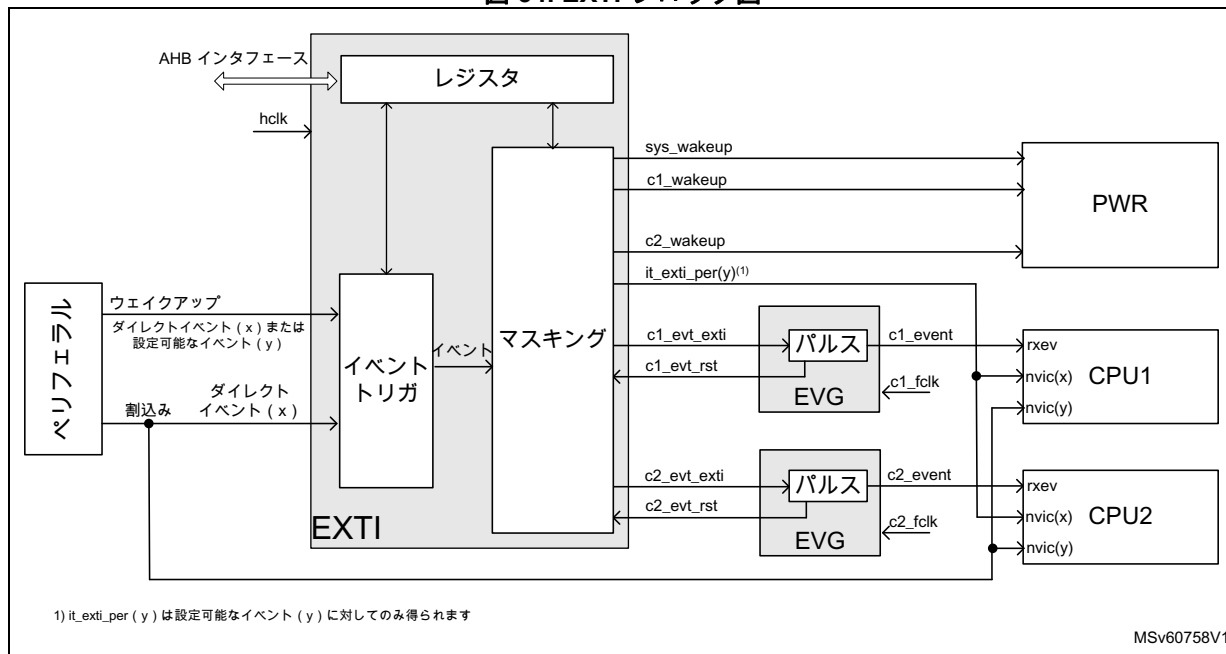 AHB インタフェース
レジスタ
hclk
sys_wakeup
c1_wakeup
PWR
c2_wakeup
it_exti_per(y)(1)
ペリフェラル
ウェイクアップ
ダイレクトイベント ( x ) または
設定可能なイベント ( y )
イベント
トリガ
イベント
マスキング
c1_evt_exti
パルス
c1_event
rxev
c1_evt_rst
nvic(x)
CPU1
c1_fclk
EVG
nvic(y)
割込み
ダイレクト
イベント ( x )
c2_evt_exti
パルス
c2_event
rxev
c2_evt_rst
nvic(x)
CPU2
c2_fclk
EVG
nvic(y)
EXTI
1) it_exti_per ( y ) は設定可能なイベント ( y ) に対してのみ得られます
MSv60758V1